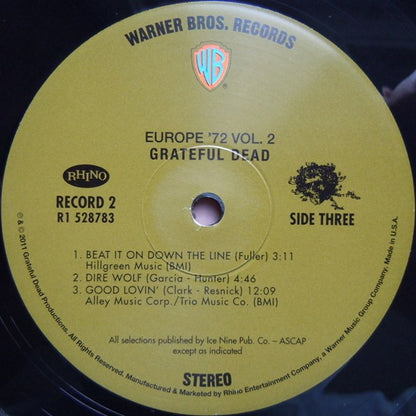 WARNER BROS. RECORDS
WB
EUROPE '72 VOL. 2
GRATEFUL DEAD
RHINO
RECORD 2
R1 528783
SIDE THREE
1. BEAT IT ON DOWN THE LINE (Fuller) 3:11
Hillgreen Music (BMI)
2. DIRE WOLF (Garcia - Hunter) 4:46
3. GOOD LOVIN' (Clark - Resnick) 12:09
Alley Music Corp./Trio Music Co. (BMI)
All selections published by Ice Nine Pub. Co. ~ ASCAP
except as indicated
STEREO
℗ & © 2011 Grateful Dead Productions. All Rights Reserved. Manufactured & Marketed by Rhino Entertainment Company, a Warner Music Group Company. Made in U.S.A.